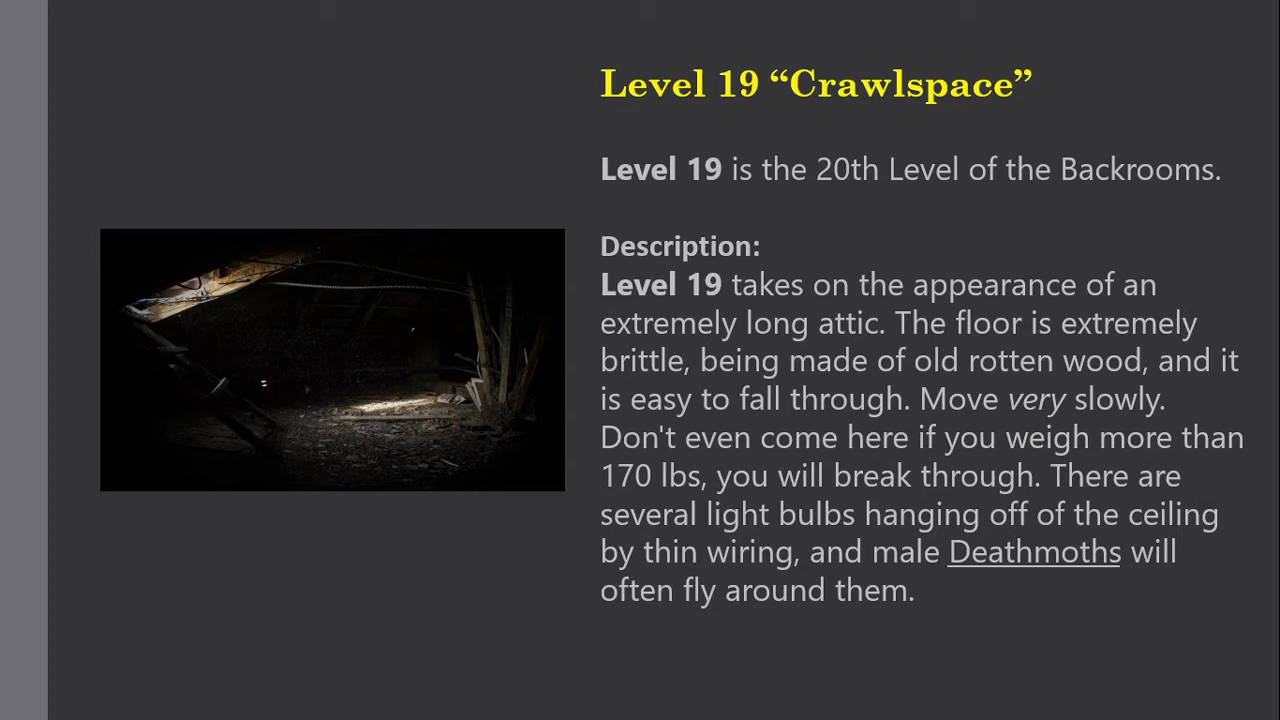 Level 19 “Crawlspace”
Level 19 is the 20th Level of the Backrooms.
Description:
Level 19 takes on the appearance of an
extremely long attic. The floor is extremely
brittle, being made of old rotten wood, and it
is easy to fall through. Move very slowly.
Don't even come here if you weigh more than
170 lbs, you will break through. There are
several light bulbs hanging off of the ceiling
by thin wiring, and male Deathmoths will
often fly around them.